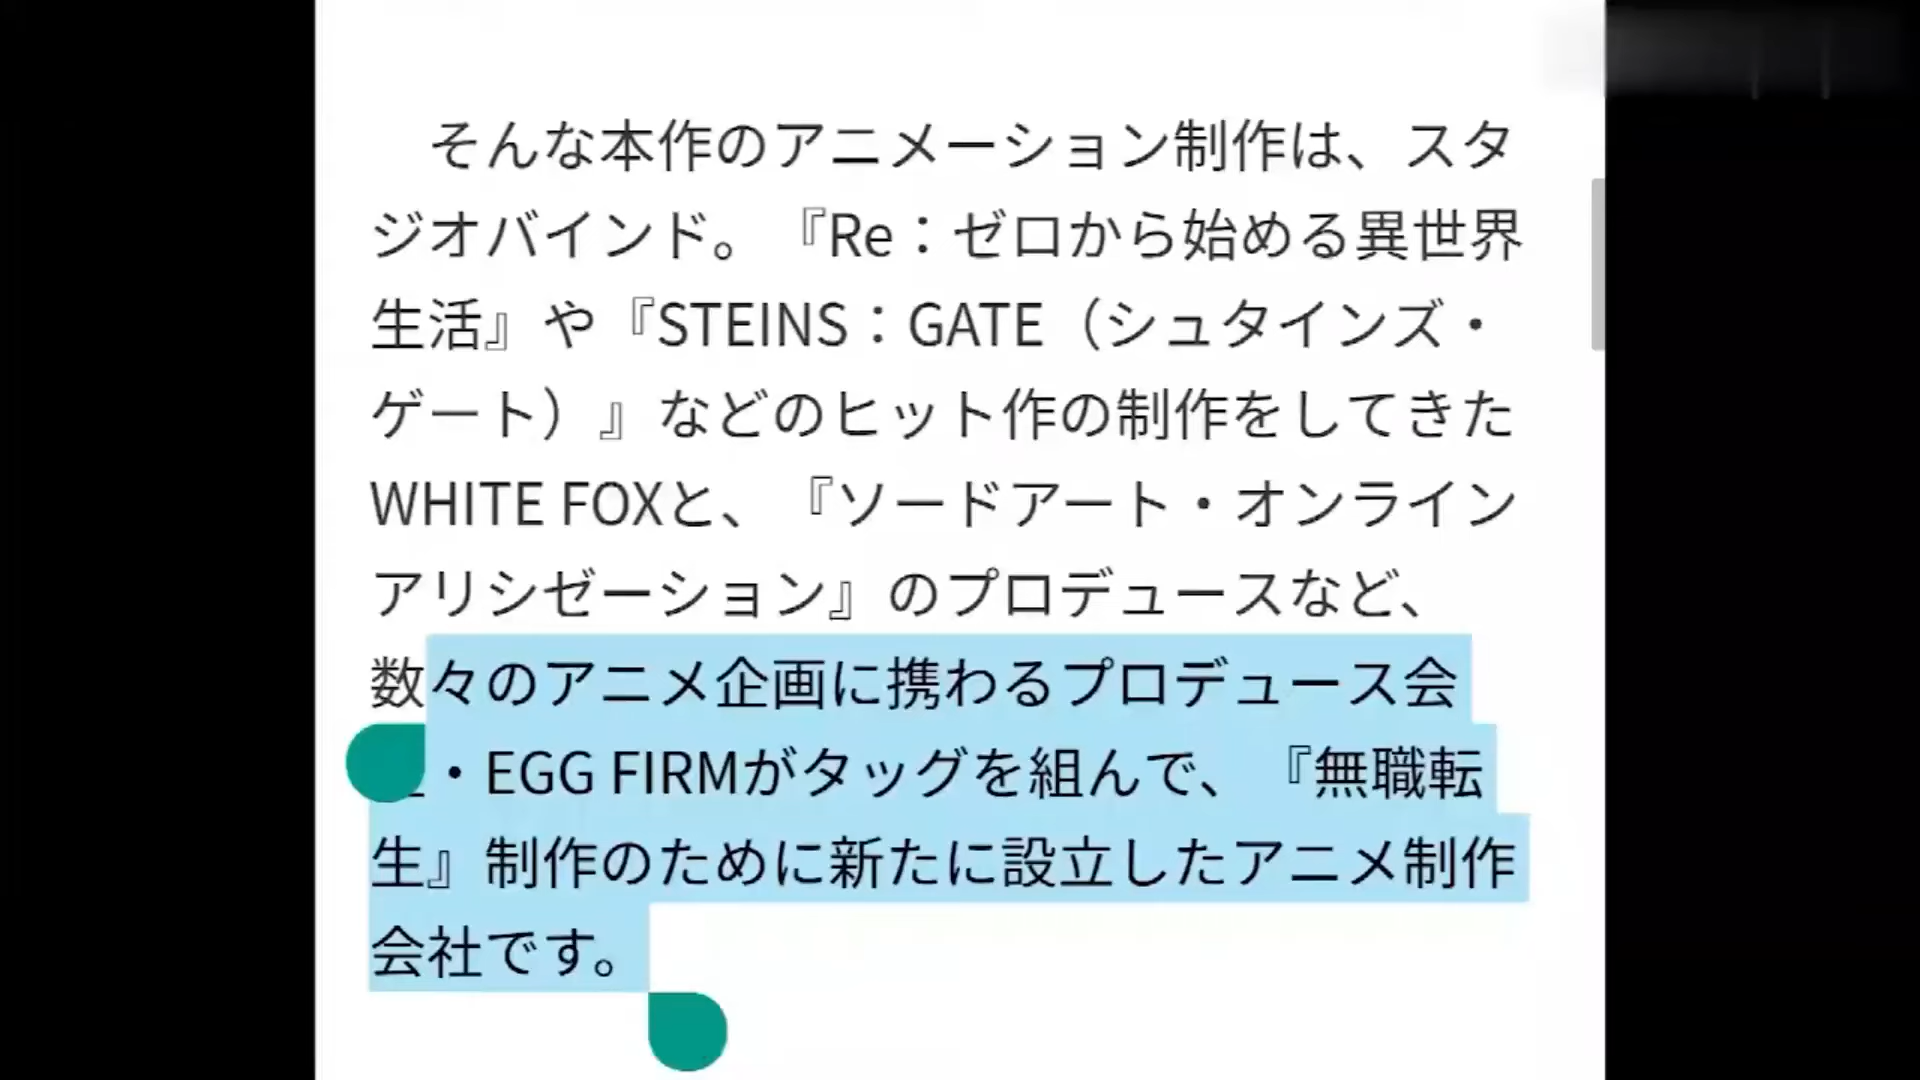 そんな本作のアニメーション制作は、スタ
ジオバインド。『Re：ゼロから始める異世界
生活』や『STEINS：GATE（シュタインズ・
ゲート）』などのヒット作の制作をしてきた
WHITE FOXと、『ソードアート・オンライン
アリシゼーション』のプロデュースなど、
数々のアニメ企画に携わるプロデュース会
・EGG FIRMがタッグを組んで、『無職転
生』制作のために新たに設立したアニメ制作
会社です。